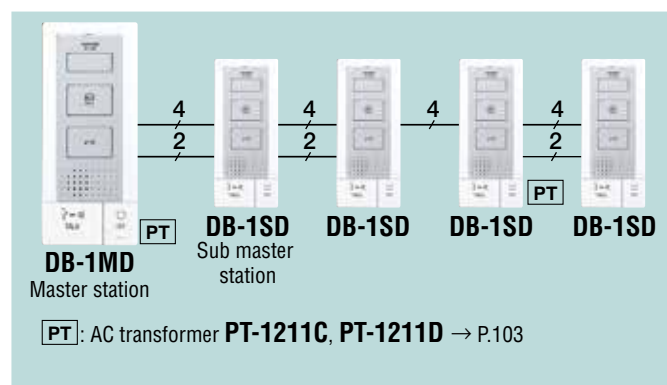 4 4 4 4
2 2 2
PT PT
DB-1MD DB-1SD DB-1SD DB-1SD DB-1SD
Master station
Sub master
station
PT: AC transformer PT-1211C, PT-1211D → P.103